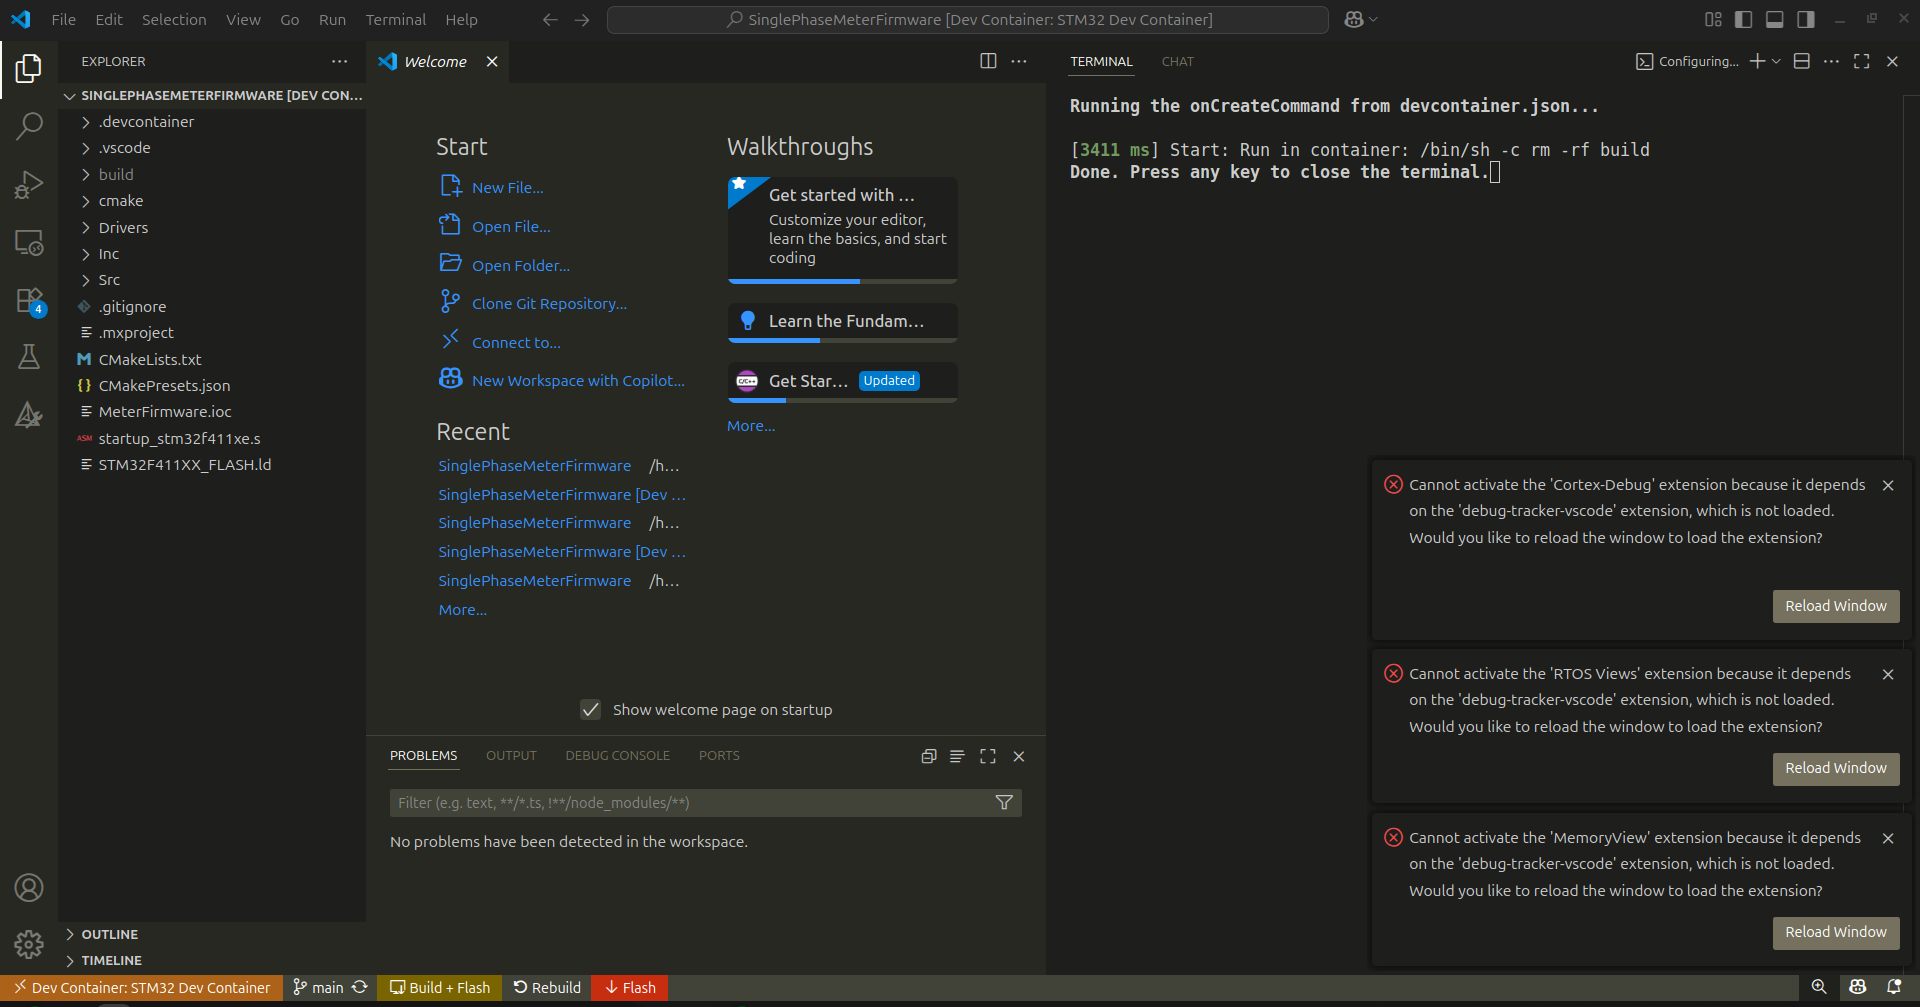 File Edit Selection View Go Run Terminal Help
SinglePhaseMeterFirmware [Dev Container: STM32 Dev Container]
EXPLORER
SINGLEPHASEMETERFIRMWARE [DEV CON...
.devcontainer
.vscode
build
cmake
Drivers
Inc
Src
.gitignore
.mxproject
CMakeLists.txt
CMakePresets.json
MeterFirmware.ioc
ASM startup_stm32f411xe.s
STM32F411XX_FLASH.ld
OUTLINE
TIMELINE
4
Welcome
Start
New File...
Open File...
Open Folder...
Clone Git Repository...
Connect to...
New Workspace with Copilot...
Recent
SinglePhaseMeterFirmware /h...
SinglePhaseMeterFirmware [Dev ...
SinglePhaseMeterFirmware /h...
SinglePhaseMeterFirmware [Dev ...
SinglePhaseMeterFirmware /h...
More...
Walkthroughs
Get started with ...
Customize your editor,
learn the basics, and start
coding
Learn the Fundam...
C/C++ Get Star... Updated
More...
Show welcome page on startup
PROBLEMS OUTPUT DEBUG CONSOLE PORTS
Filter (e.g. text, **/*.ts, !**/node_modules/**)
No problems have been detected in the workspace.
TERMINAL CHAT
Configuring...
Running the onCreateCommand from devcontainer.json...
[3411 ms] Start: Run in container: /bin/sh -c rm -rf build
Done. Press any key to close the terminal.
Cannot activate the 'Cortex-Debug' extension because it depends
on the 'debug-tracker-vscode' extension, which is not loaded.
Would you like to reload the window to load the extension?
Reload Window
Cannot activate the 'RTOS Views' extension because it depends
on the 'debug-tracker-vscode' extension, which is not loaded.
Would you like to reload the window to load the extension?
Reload Window
Cannot activate the 'MemoryView' extension because it depends
on the 'debug-tracker-vscode' extension, which is not loaded.
Would you like to reload the window to load the extension?
Reload Window
Dev Container: STM32 Dev Container main Build + Flash Rebuild Flash